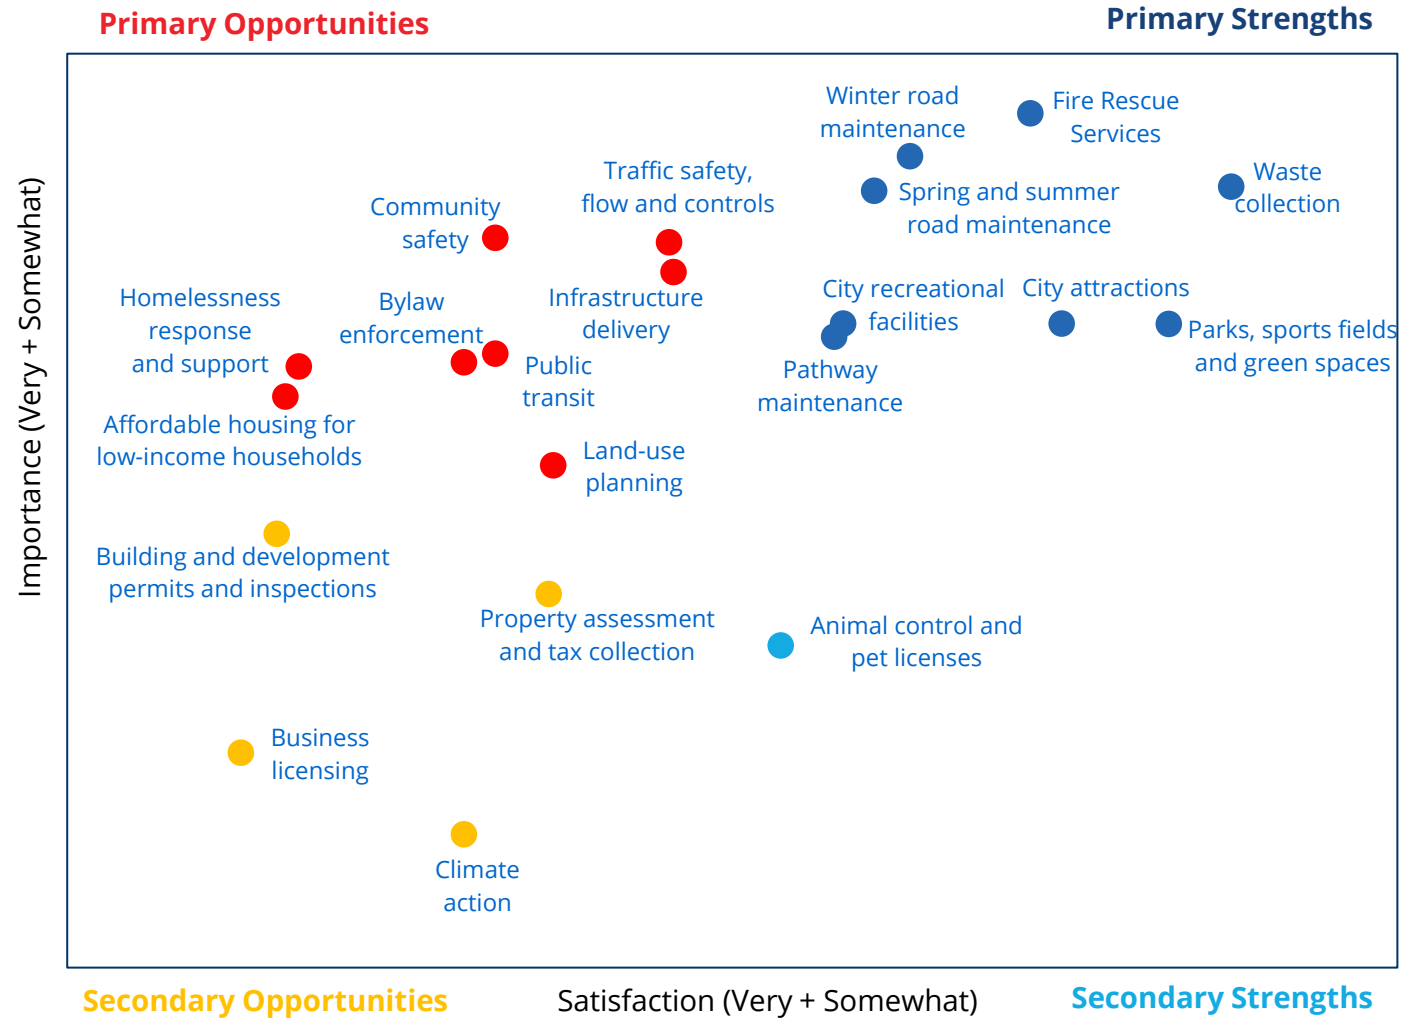 Primary Opportunities
Primary Strengths
Importance (Very + Somewhat)
Winter road
maintenance
Fire Rescue
Services
Traffic safety,
flow and controls
Spring and summer
road maintenance
Waste
collection
Community
safety
Homelessness
response
and support
Bylaw
enforcement
Infrastructure
delivery
City recreational
facilities
City attractions
Parks, sports fields
and green spaces
Public
transit
Pathway
maintenance
Affordable housing for
low-income households
Land-use
planning
Building and development
permits and inspections
Property assessment
and tax collection
Animal control and
pet licenses
Business
licensing
Climate
action
Secondary Opportunities
Satisfaction (Very + Somewhat)
Secondary Strengths